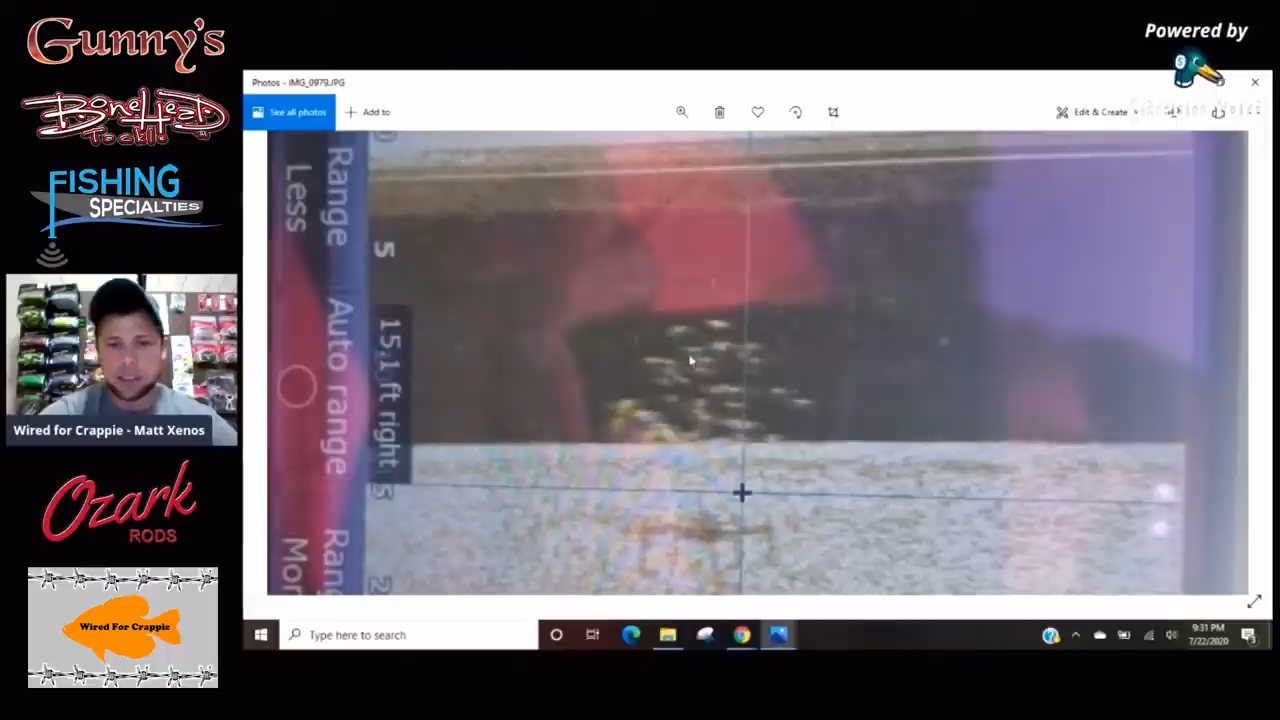 Gunny's
BONEHEAD
Tackle
FISHING
SPECIALTIES
Wired for Crappie - Matt Xenos
Ozark
RODS
Wired For Crappie
Powered by
Photos - IMG_0979.JPG
See all photos
Add to
Edit & Create
Range
Less
5
Auto range
15.1 ft right
Mor
2
Type here to search
9:31 PM
7/22/2020